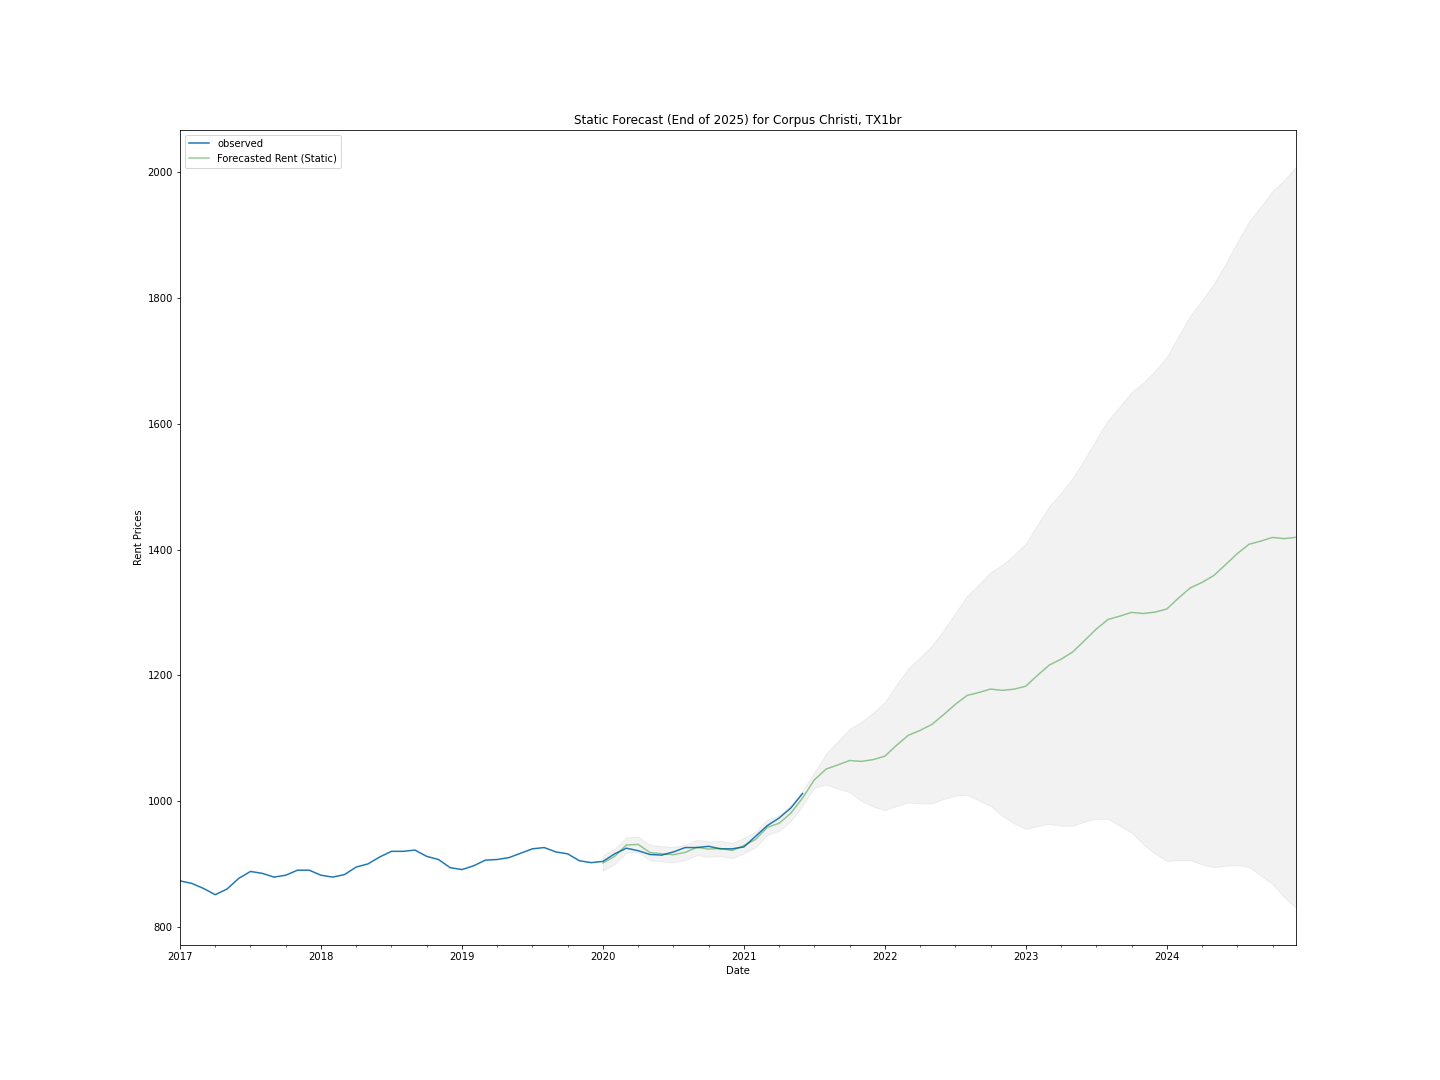 Static Forecast (End of 2025) for Corpus Christi, TX1br
observed
Forecasted Rent (Static)
2000
1800
1600
1400
1200
1000
800
Rent Prices
2017 2018 2019 2020 2021 2022 2023 2024
Date